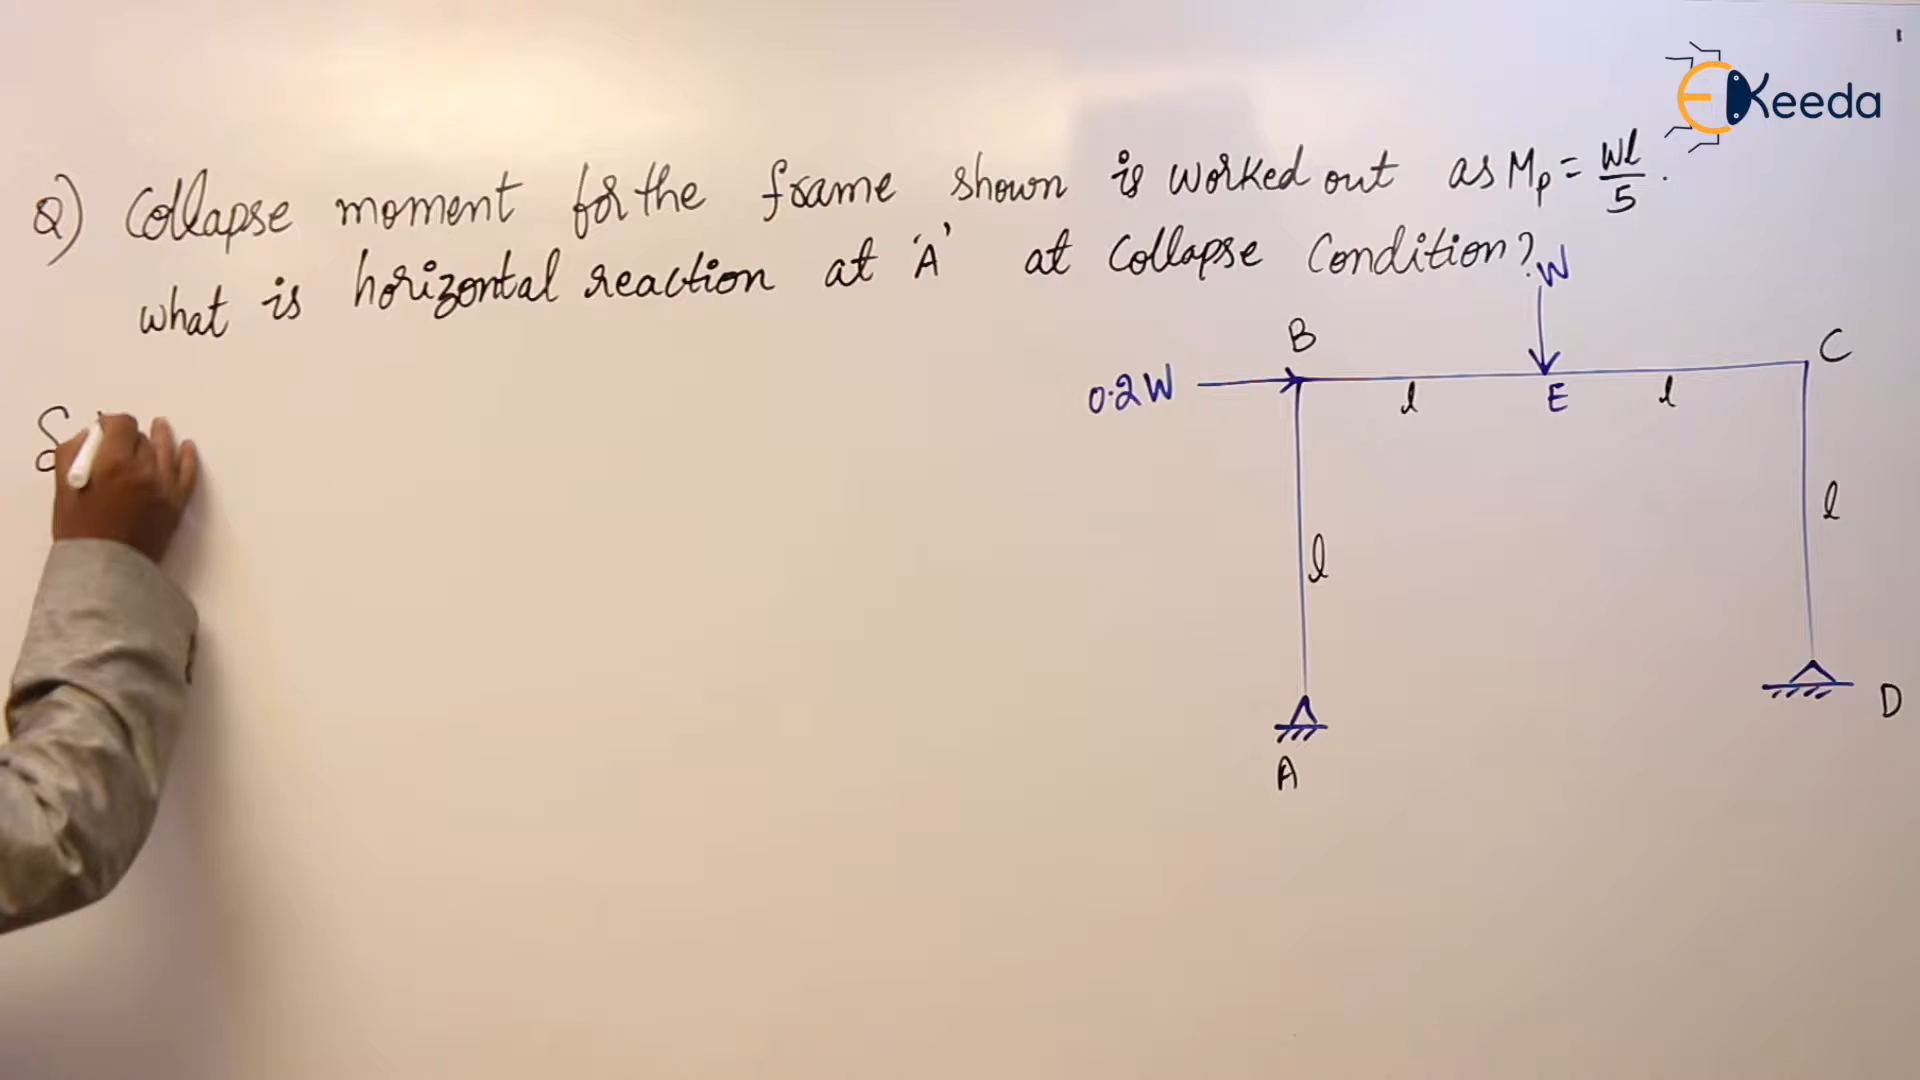 EKeeda
Q) Collapse moment for the frame shown is worked out as Mp = Wl/5.
what is horizontal reaction at 'A' at Collapse Condition?
W
B
C
0.2W
l
E
l
l
l
D
A